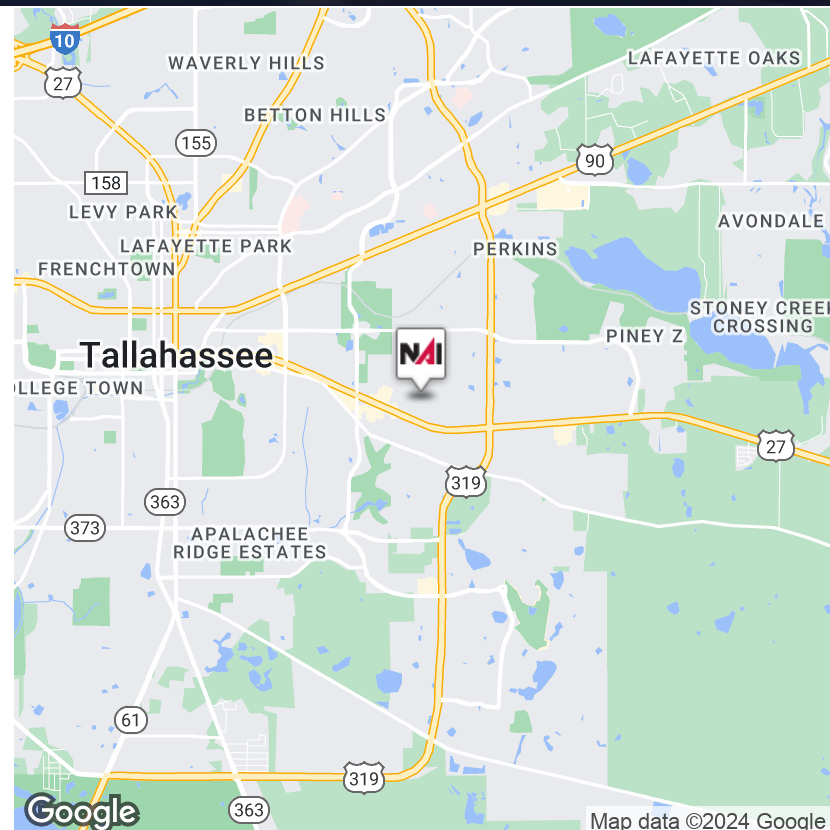 10
27
WAVERLY HILLS
LAFAYETTE OAKS
BETTON HILLS
155
90
158
LEVY PARK
AVONDALE
LAFAYETTE PARK
PERKINS
FRENCHTOWN
STONEY CREEK
CROSSING
PINEY Z
Tallahassee
NAI
OLLEGE TOWN
27
319
363
373
APALACHEE
RIDGE ESTATES
61
319
363
Google
Map data ©2024 Google